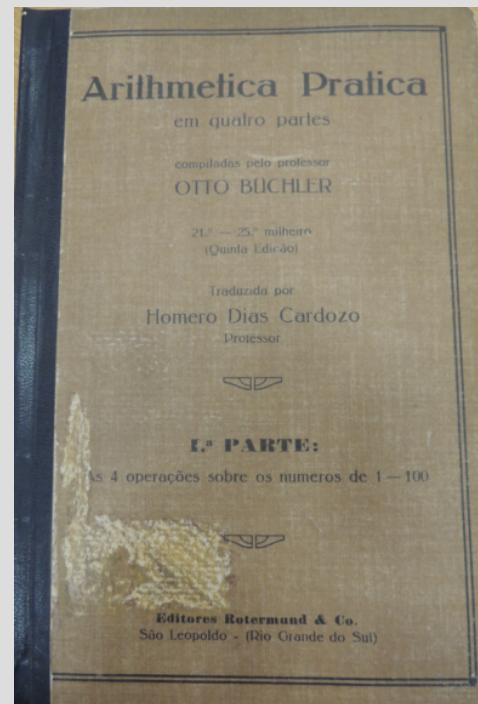 Arithmetica Pratica
em quatro partes
compiladas pelo professor
OTTO BÜCHLER
21.º — 25.º milheiro
(Quinta Edição)
Traduzida por
Homero Dias Cardozo
Professor
I.ª PARTE:
As 4 operações sobre os numeros de 1 — 100
Editores Rotermund & Co.
São Leopoldo - (Rio Grande do Sul)